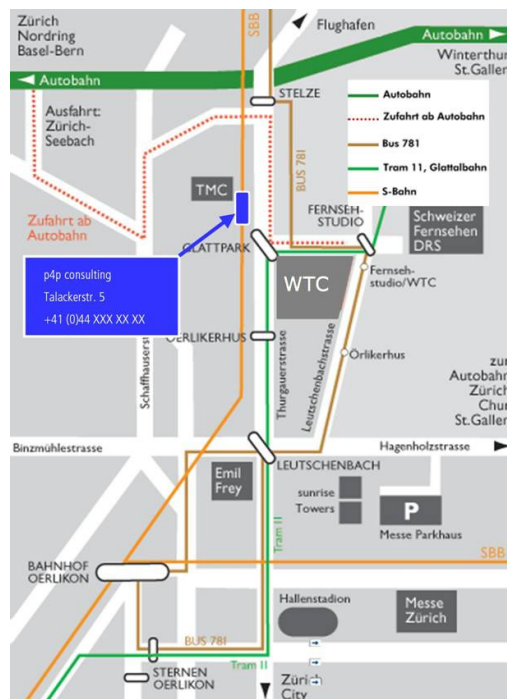 Zürich
Nordring
Basel-Bern
SBB
Flughafen
Autobahn
Winterthur
St.Gallen
Autobahn
STELZE
Autobahn
Zufahrt ab Autobahn
Bus 781
Tram 11, Glattalbahn
S-Bahn
Ausfahrt:
Zürich-
Seebach
BUS 781
TMC
FERNSEH-
STUDIO
Schweizer
Fernsehen
DRS
Zufahrt ab
Autobahn
GLATTPARK
p4p consulting
Talackerstr. 5
+41 (0)44 XXX XX XX
WTC
Fernseh-
studio/WTC
OERLIKERHUS
Thurgauerstrasse
Leutschenbachstrasse
Örlikerhus
Schaffhauserstr
zur
Autobahn
Zürich
Chur
St.Gallen
Binzmühlestrasse
Hagenholzstrasse
LEUTSCHENBACH
Emil
Frey
sunrise
Towers
P
Messe Parkhaus
Tram 11
SBB
BAHNHOF
OERLIKON
Hallenstadion
Messe
Zürich
BUS 781
Tram 11
STERNEN
OERLIKON
Zürich
City